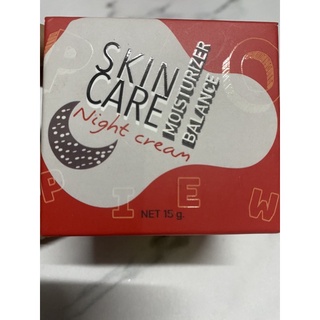 SKIN
CARE
MOISTURIZER
BALANCE
Night cream
P
O
P I E W
NET 15 g.